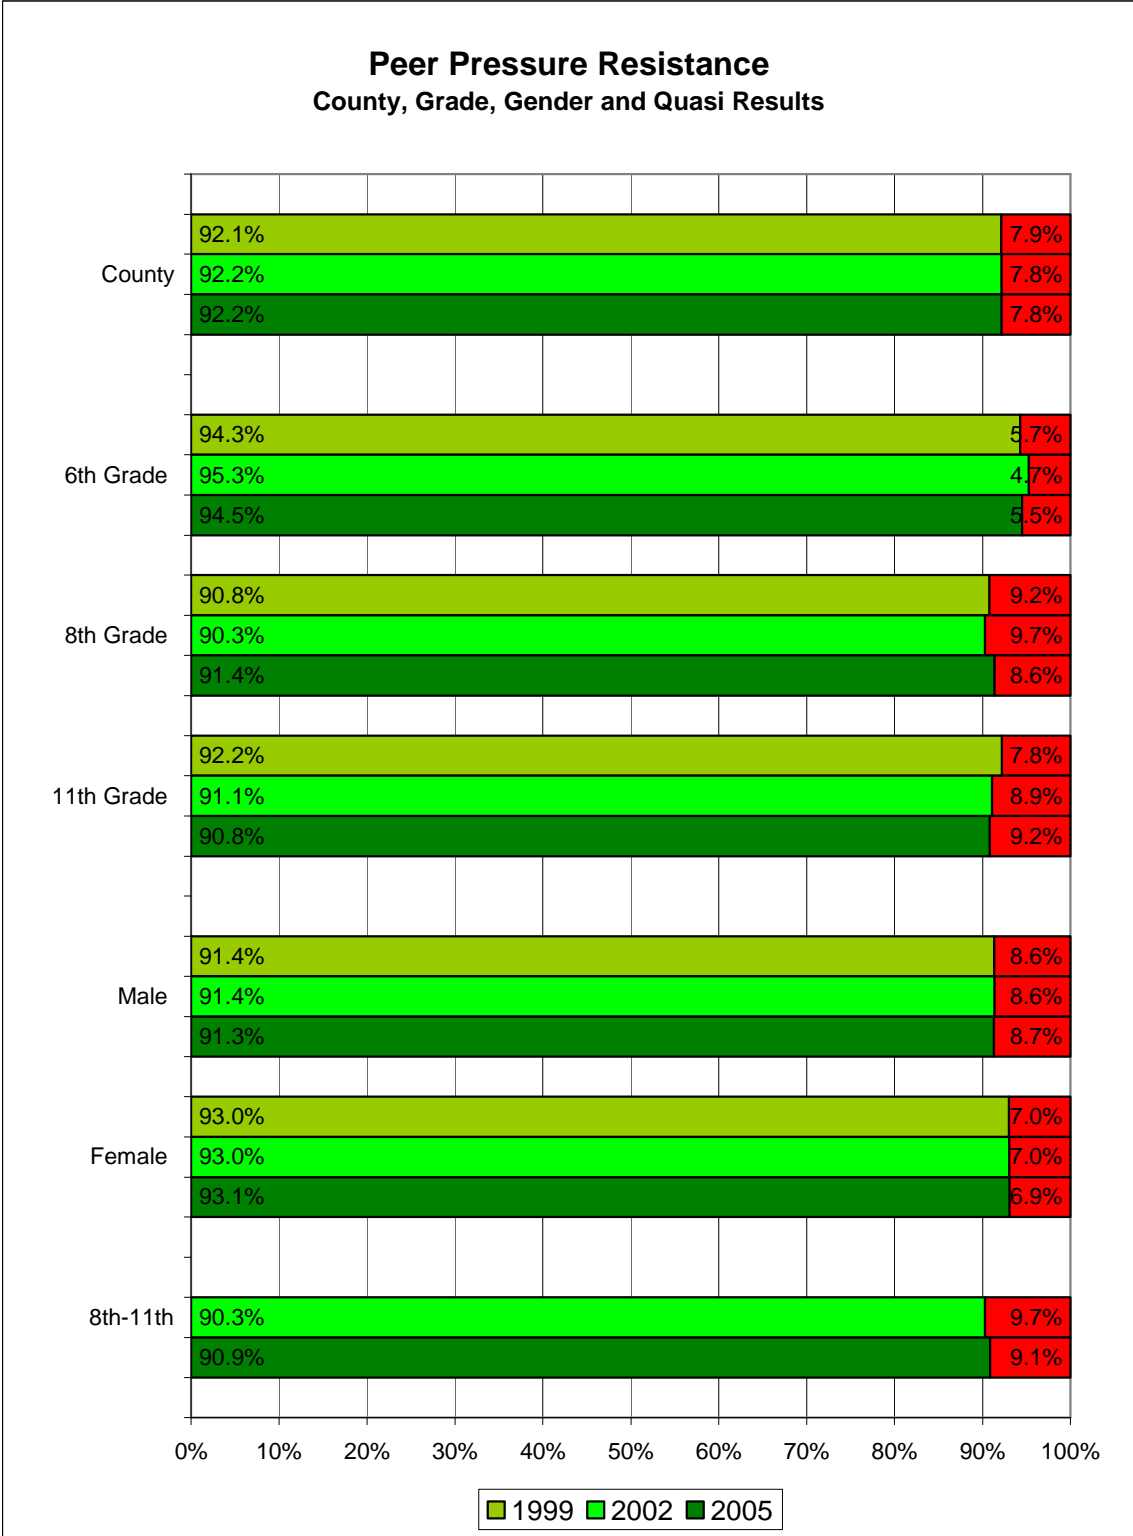 Peer Pressure Resistance
County, Grade, Gender and Quasi Results
92.1% 7.9%
County 92.2% 7.8%
92.2% 7.8%
94.3% 5.7%
6th Grade 95.3% 4.7%
94.5% 5.5%
90.8% 9.2%
8th Grade 90.3% 9.7%
91.4% 8.6%
92.2% 7.8%
11th Grade 91.1% 8.9%
90.8% 9.2%
91.4% 8.6%
Male 91.4% 8.6%
91.3% 8.7%
93.0% 7.0%
Female 93.0% 7.0%
93.1% 6.9%
8th-11th 90.3% 9.7%
90.9% 9.1%
0% 10% 20% 30% 40% 50% 60% 70% 80% 90% 100%
1999 2002 2005